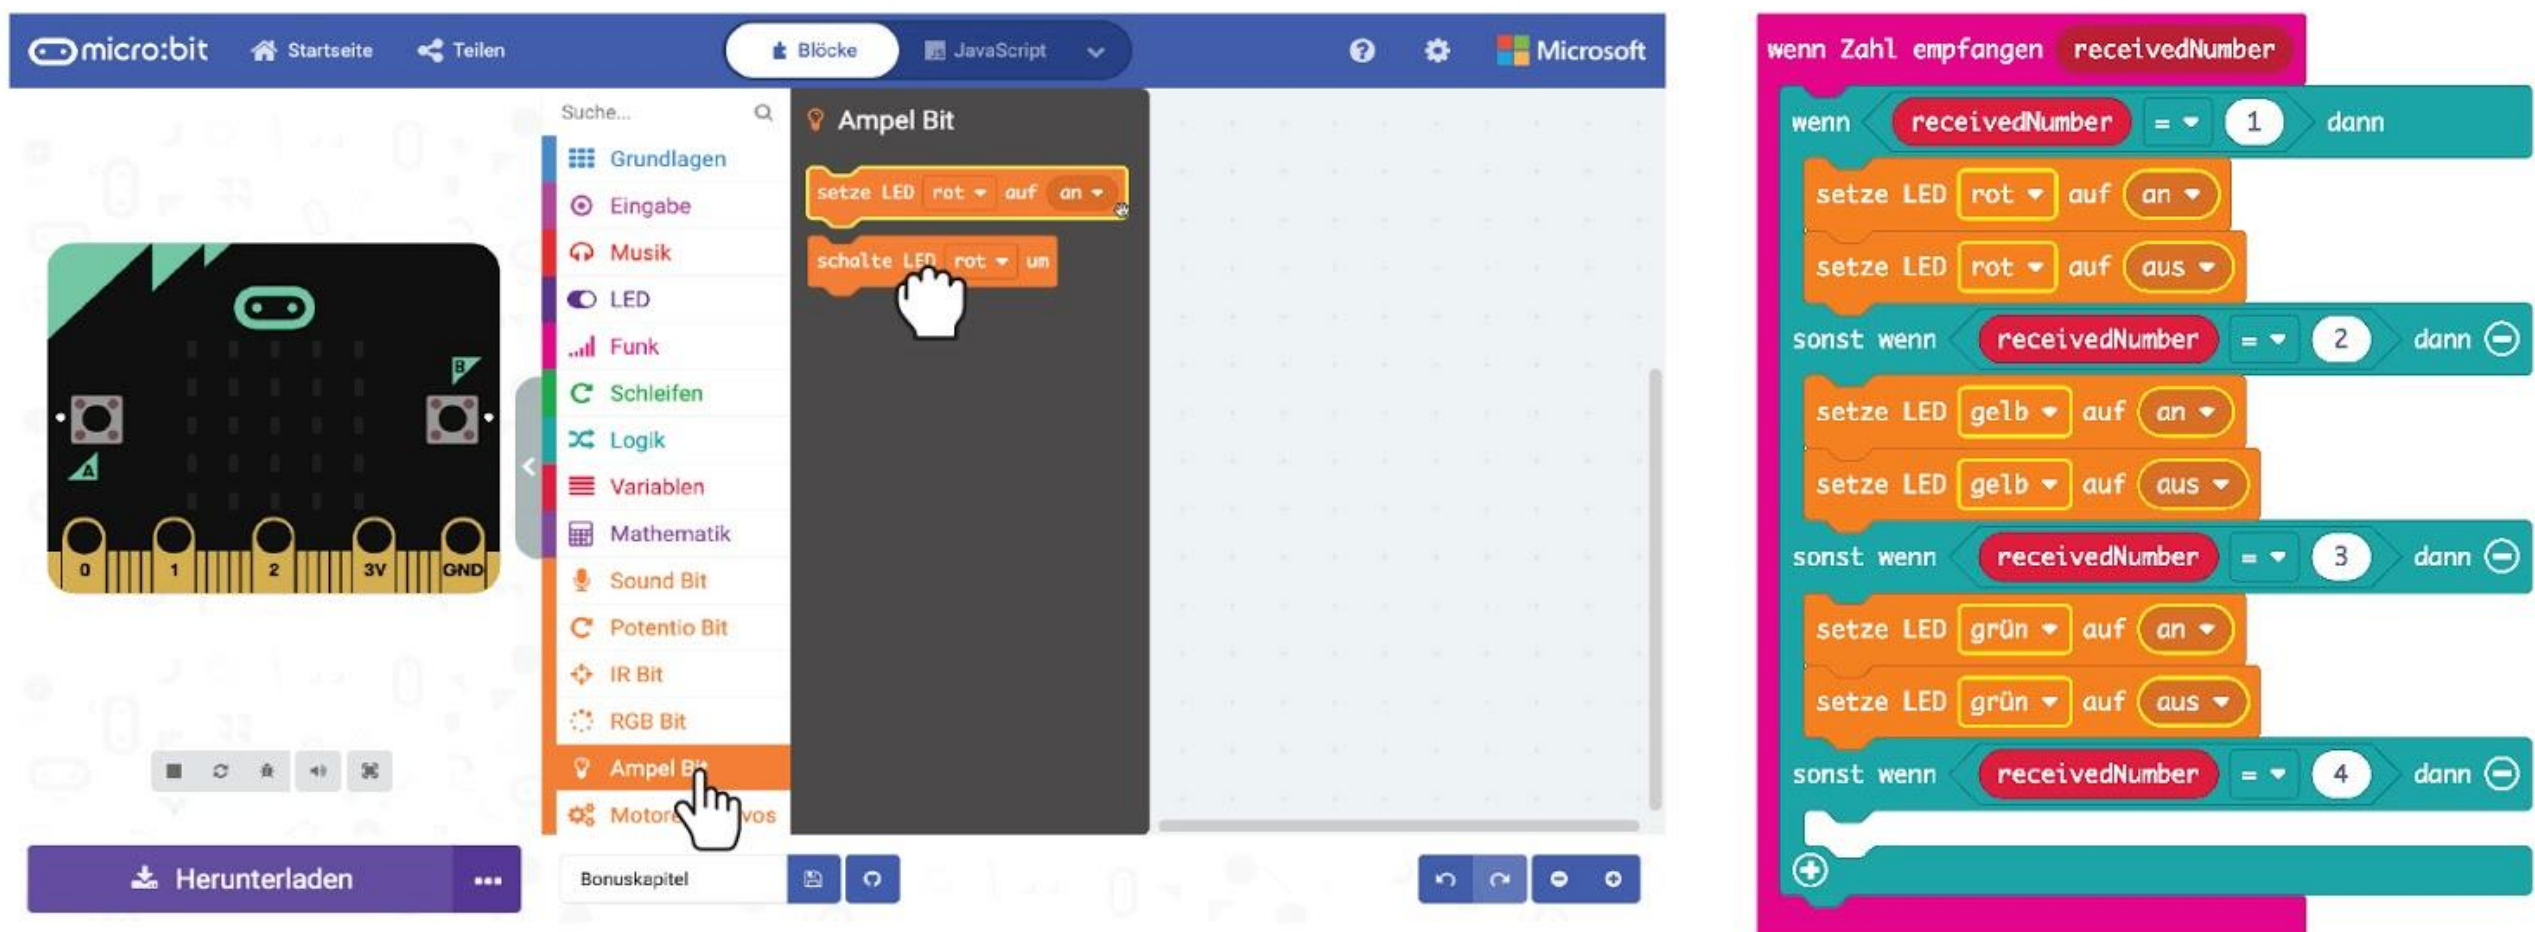 micro:bit
Startseite
Teilen
Blöcke
JavaScript
Microsoft
B
A
0
1
2
3V
GND
Herunterladen
Suche...
Grundlagen
Eingabe
Musik
LED
Funk
Schleifen
Logik
Variablen
Mathematik
Sound Bit
Potentio Bit
IR Bit
RGB Bit
Ampel
Bonuskapitel
Ampel Bit
setze LED rot auf an
schalte LED rot um
wenn Zahl empfangen receivedNumber
wenn receivedNumber = 1 dann
setze LED rot auf an
setze LED rot auf aus
sonst wenn receivedNumber = 2 dann
setze LED gelb auf an
setze LED gelb auf aus
sonst wenn receivedNumber = 3 dann
setze LED grün auf an
setze LED grün auf aus
sonst wenn receivedNumber = 4 dann